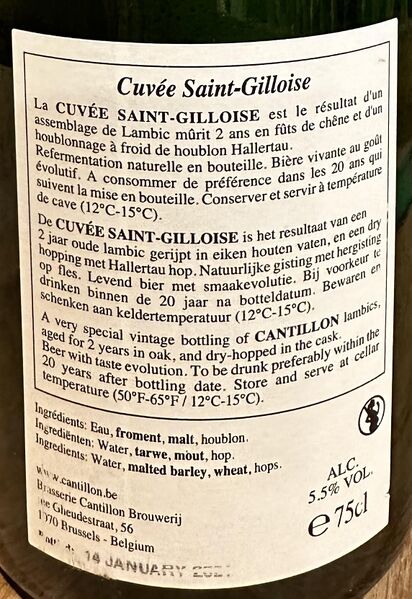 Cuvée Saint-Gilloise
La CUVÉE SAINT-GILLOISE est le résultat d'un
assemblage de Lambic mûrit 2 ans en fûts de chêne et d'un
houblonnage à froid de houblon Hallertau.
Refermentation naturelle en bouteille. Bière vivante au goût
évolutif. A consommer de préférence dans les 20 ans qui
suivent la mise en bouteille. Conserver et servir à température
de cave (12°C-15°C).
De CUVÉE SAINT-GILLOISE is het resultaat van een
2 jaar oude lambic gerijpt in eiken houten vaten, en een dry
hopping met Hallertau hop. Natuurlijke gisting met hergisting
op fles. Levend bier met smaakevolutie. Bij voorkeur te
drinken binnen de 20 jaar na botteldatum. Bewaren en
schenken aan keldertemperatuur (12°C-15°C).
A very special vintage bottling of CANTILLON lambics,
aged for 2 years in oak, and dry-hopped in the cask.
Beer with taste evolution. To be drunk preferably within the
20 years after bottling date. Store and serve at cellar
temperature (50°F-65°F / 12°C-15°C).
Ingrédients: Eau, froment, malt, houblon.
Ingrediënten: Water, tarwe, mout, hop.
Ingredients: Water, malted barley, wheat, hops.
www.cantillon.be
Brasserie Cantillon Brouwerij
rue Gheudestraat, 56
1070 Brussels - Belgium
14 JANUARY
ALC.
5.5% VOL.
e 75cl